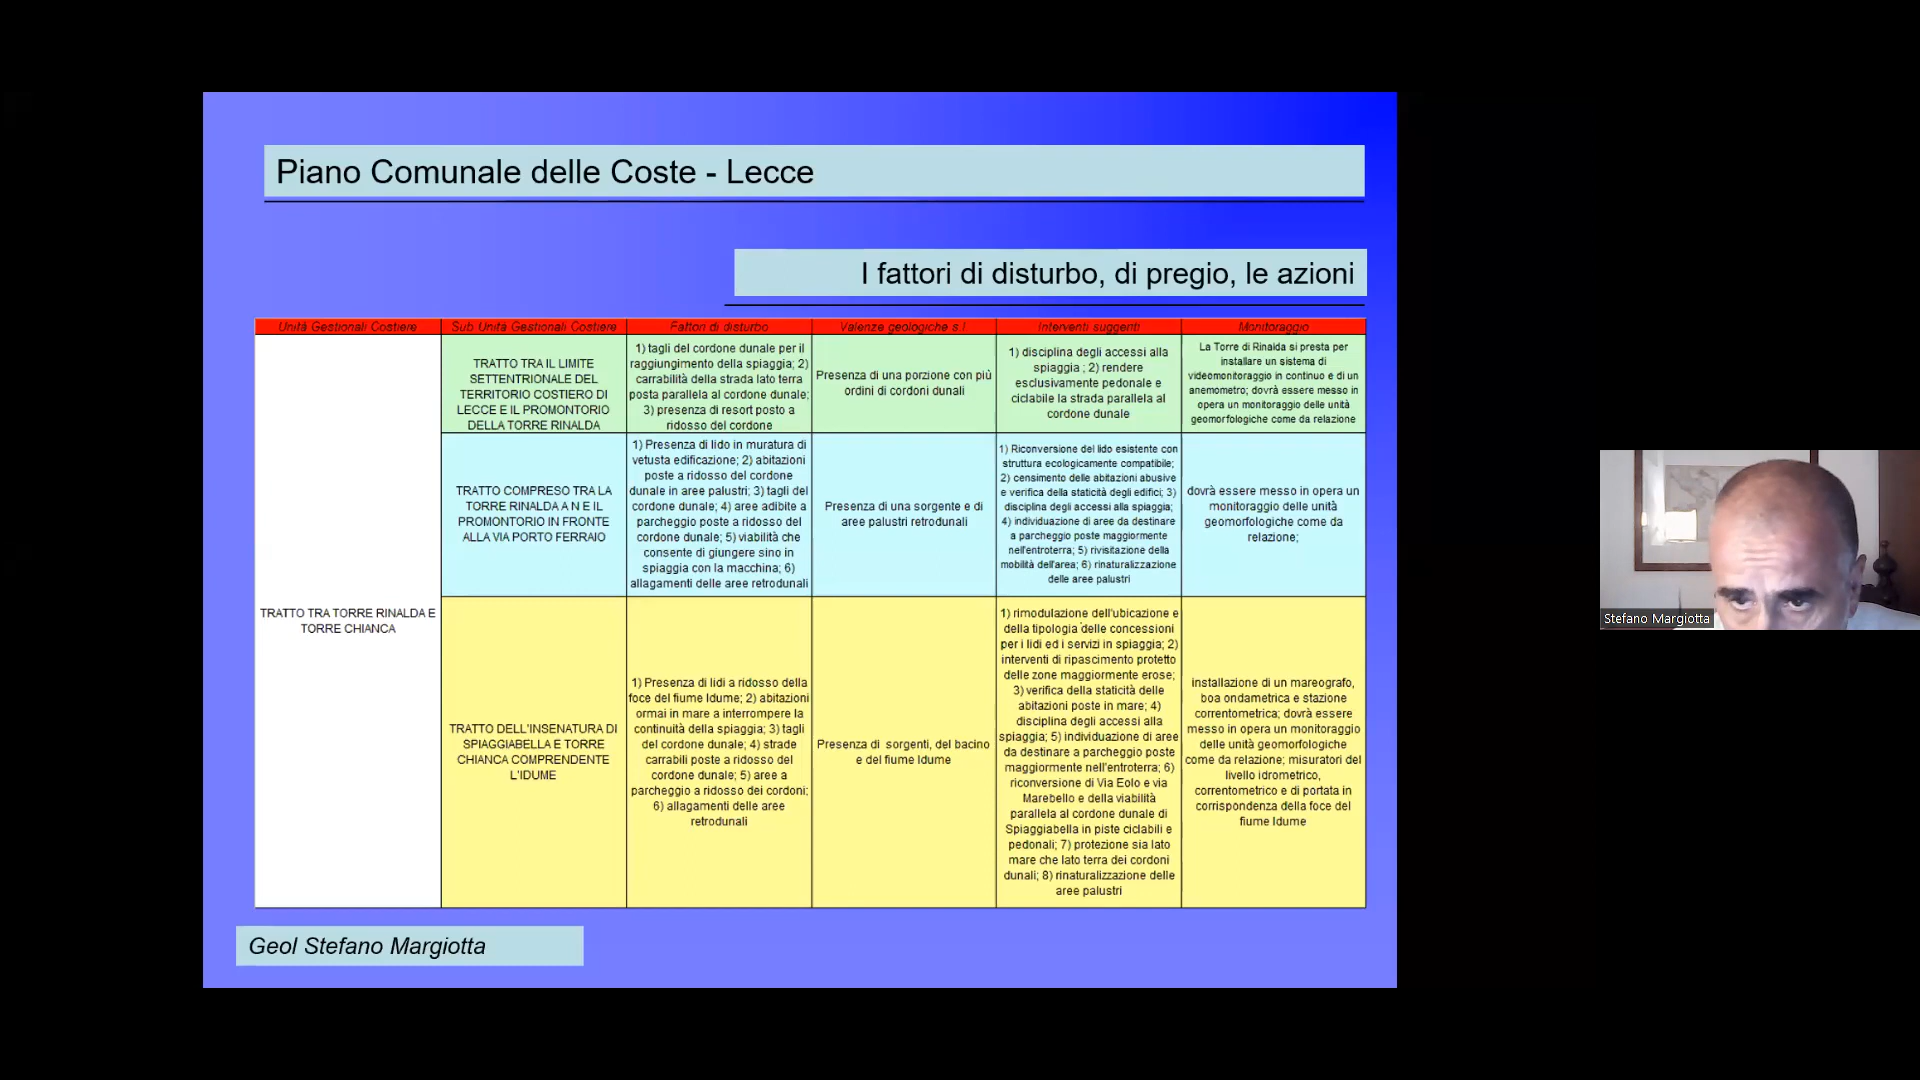 Piano Comunale delle Coste - Lecce
I fattori di disturbo, di pregio, le azioni
Unità Gestionali Costiere
Sub Unità Gestionali Costiere
Fattori di disturbo
Valenze geologiche s.l.
Interventi suggeriti
Monitoraggio
TRATTO TRA TORRE RINALDA E
TORRE CHIANCA
TRATTO TRA IL LIMITE
SETTENTRIONALE DEL
TERRITORIO COSTIERO DI
LECCE E IL PROMONTORIO
DELLA TORRE RINALDA
1) tagli del cordone dunale per il
raggiungimento della spiaggia; 2)
carrabilità della strada lato terra
posta parallela al cordone dunale;
3) presenza di resort posto a
ridosso del cordone
Presenza di una porzione con più
ordini di cordoni dunali
1) disciplina degli accessi alla
spiaggia ; 2) rendere
esclusivamente pedonale e
ciclabile la strada parallela al
cordone dunale
La Torre di Rinalda si presta per
installare un sistema di
videomonitoraggio in continuo e di un
anemometro; dovrà essere messo in
opera un monitoraggio delle unità
geomorfologiche come da relazione
TRATTO COMPRESO TRA LA
TORRE RINALDA A N E IL
PROMONTORIO IN FRONTE
ALLA VIA PORTO FERRAIO
1) Presenza di lido in muratura di
vetusta edificazione; 2) abitazioni
poste a ridosso del cordone
dunale in aree palustri; 3) tagli del
cordone dunale; 4) aree adibite a
parcheggio poste a ridosso del
cordone dunale; 5) viabilità che
consente di giungere sino in
spiaggia con la macchina; 6)
allagamenti delle aree retrodunali
Presenza di una sorgente e di
aree palustri retrodunali
1) Riconversione del lido esistente con
struttura ecologicamente compatibile;
2) censimento delle abitazioni abusive
e verifica della staticità degli edifici; 3)
disciplina degli accessi alla spiaggia;
4) individuazione di aree da destinare
a parcheggio poste maggiormente
nell'entroterra; 5) rivisitazione della
mobilità dell'area; 6) rinaturalizzazione
delle aree palustri
dovrà essere messo in opera un
monitoraggio delle unità
geomorfologiche come da
relazione;
TRATTO DELL'INSENATURA DI
SPIAGGIABELLA E TORRE
CHIANCA COMPRENDENTE
L'IDUME
1) Presenza di lidi a ridosso della
foce del fiume Idume; 2) abitazioni
ormai in mare a interrompere la
continuità della spiaggia; 3) tagli
del cordone dunale; 4) strade
carrabili poste a ridosso del
cordone dunale; 5) aree a
parcheggio a ridosso dei cordoni;
6) allagamenti delle aree
retrodunali
Presenza di sorgenti, del bacino
e del fiume Idume
1) rimodulazione dell'ubicazione e
della tipologia delle concessioni
per i lidi ed i servizi in spiaggia; 2)
interventi di ripascimento protetto
delle zone maggiormente erose;
3) verifica della staticità delle
abitazioni poste in mare; 4)
disciplina degli accessi alla
spiaggia; 5) individuazione di aree
da destinare a parcheggio poste
maggiormente nell'entroterra; 6)
riconversione di Via Eolo e via
Marebello e della viabilità
parallela al cordone dunale di
Spiaggiabella in piste ciclabili e
pedonali; 7) protezione sia lato
mare che lato terra dei cordoni
dunali; 8) rinaturalizzazione delle
aree palustri
installazione di un mareografo,
boa ondametrica e stazione
correntometrica; dovrà essere
messo in opera un monitoraggio
delle unità geomorfologiche
come da relazione; misuratori del
livello idrometrico,
correntometrico e di portata in
corrispondenza della foce del
fiume Idume
Geol Stefano Margiotta
Stefano Margiotta